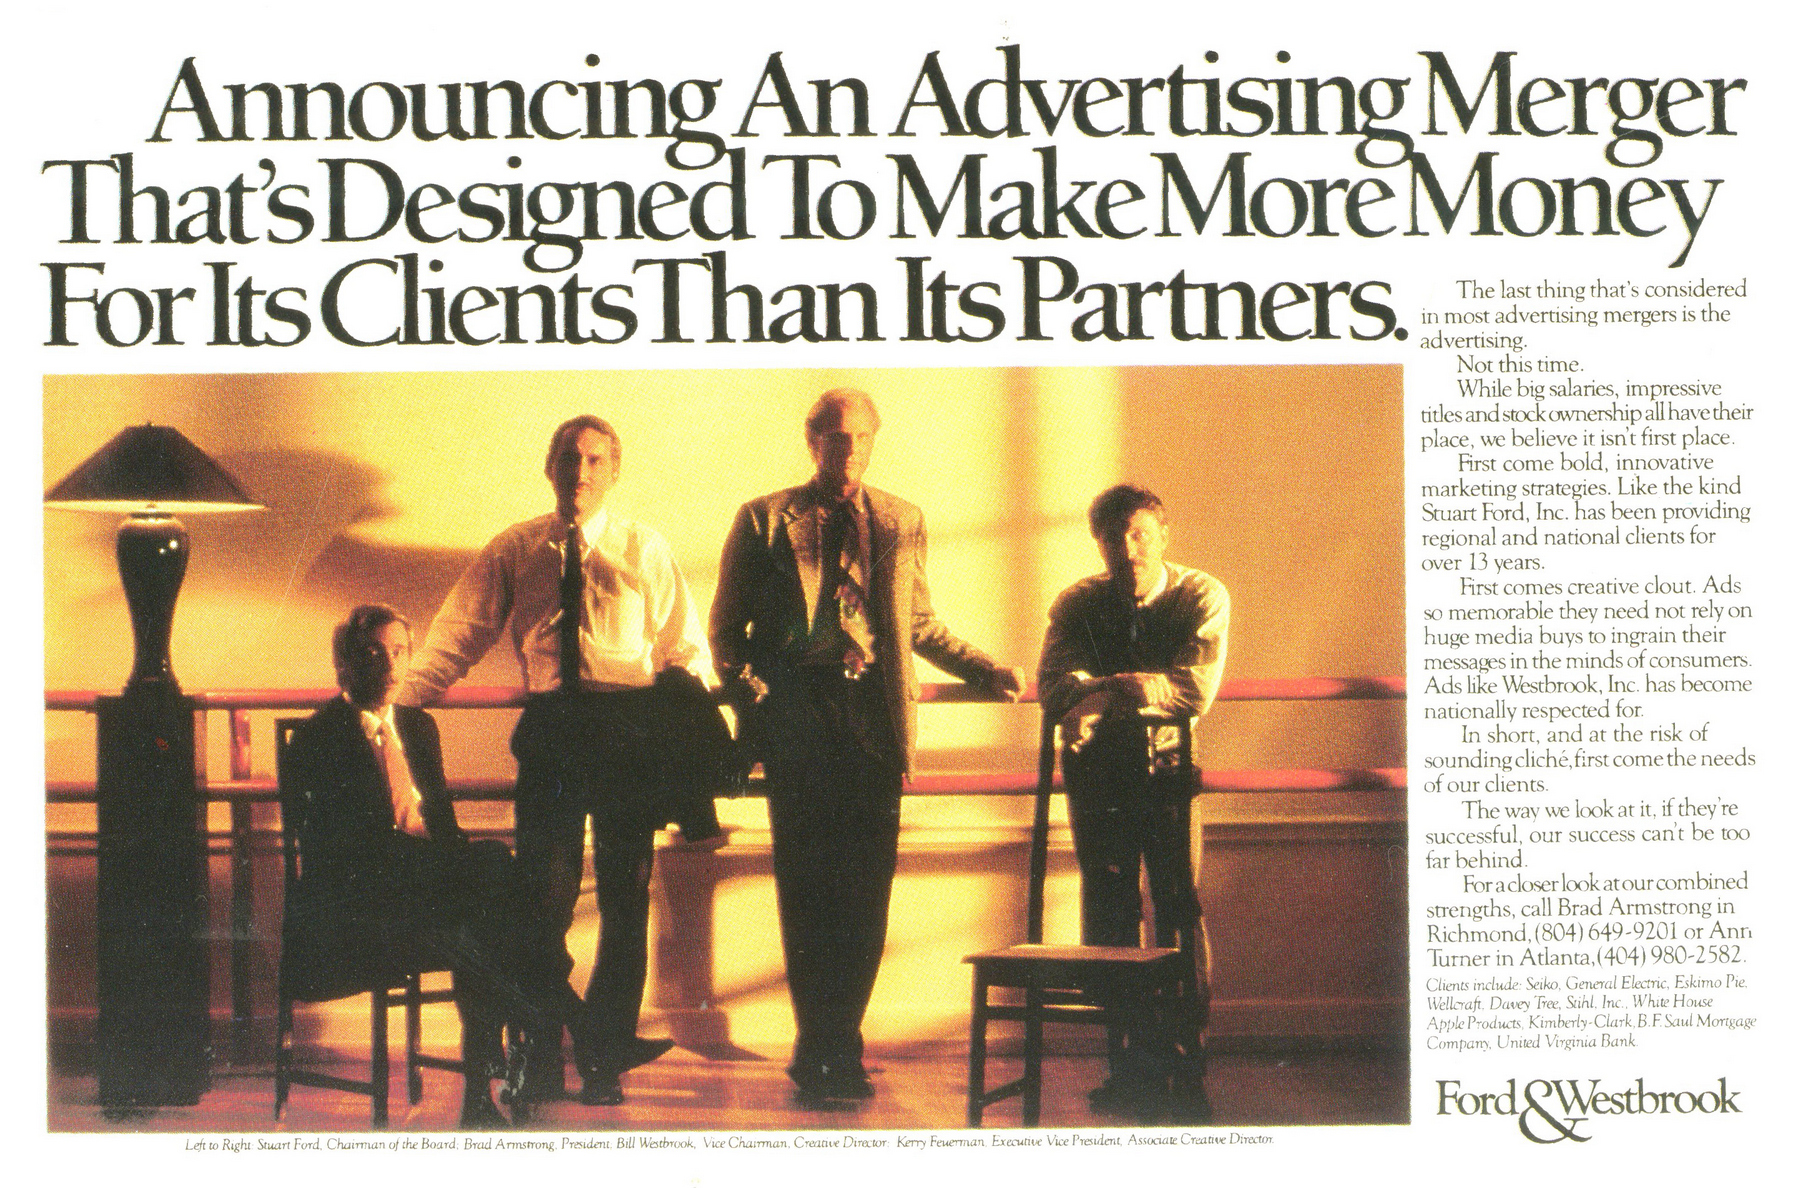 Announcing An Advertising Merger
That's Designed To Make More Money
For Its Clients Than Its Partners.
The last thing that's considered
in most advertising mergers is the
advertising.
Not this time.
While big salaries, impressive
titles and stock ownership all have their
place, we believe it isn't first place.
First come bold, innovative
marketing strategies. Like the kind
Stuart Ford, Inc. has been providing
regional and national clients for
over 13 years.
First comes creative clout. Ads
so memorable they need not rely on
huge media buys to ingrain their
messages in the minds of consumers.
Ads like Westbrook, Inc. has become
nationally respected for.
In short, and at the risk of
sounding cliché, first come the needs
of our clients.
The way we look at it, if they're
successful, our success can't be too
far behind.
For a closer look at our combined
strengths, call Brad Armstrong in
Richmond, (804) 649-9201 or Ann
Turner in Atlanta, (404) 980-2582.
Clients include: Seiko, General Electric, Eskimo Pie,
Wellcraft, Davey Tree, Stihl, Inc., White House
Apple Products, Kimberly-Clark, B.F. Saul Mortgage
Company, United Virginia Bank.
Ford & Westbrook
Left to Right: Stuart Ford, Chairman of the Board; Brad Armstrong, President; Bill Westbrook, Vice Chairman, Creative Director; Kerry Feuerman, Executive Vice President, Associate Creative Director.